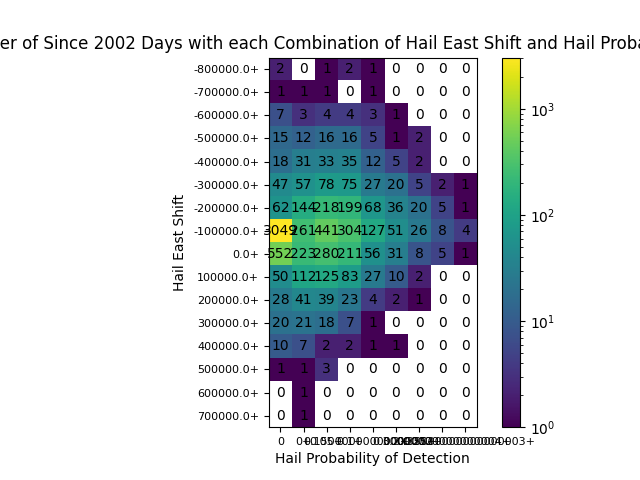 er of Since 2002 Days with each Combination of Hail East Shift and Hail Proba
Hail East Shift
-800000.0+ 2 0 1 2 1 0 0 0 0
-700000.0+ 1 1 1 0 1 0 0 0 0
-600000.0+ 7 3 4 4 3 1 0 0 0
-500000.0+ 15 12 16 16 5 1 2 0 0
-400000.0+ 18 31 33 35 12 5 2 0 0
-300000.0+ 47 57 78 75 27 20 5 2 1
-200000.0+ 62 144 218 199 68 36 20 5 1
-100000.0+ 3049 261 441 304 127 51 26 8 4
0.0+ 552 223 280 211 56 31 8 5 1
100000.0+ 50 112 125 83 27 10 2 0 0
200000.0+ 28 41 39 23 4 2 1 0 0
300000.0+ 20 21 18 7 1 0 0 0 0
400000.0+ 10 7 2 2 1 1 0 0 0
500000.0+ 1 1 3 0 0 0 0 0 0
600000.0+ 0 1 0 0 0 0 0 0 0
700000.0+ 0 1 0 0 0 0 0 0 0
0
Hail Probability of Detection
10³
10²
10¹
10⁰